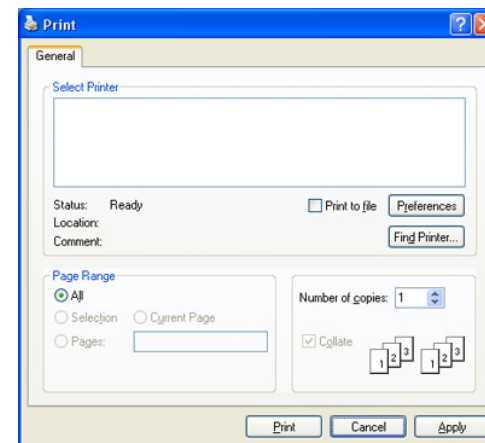 Print
General
Select Printer
Status: Ready
Print to file
Preferences
Location:
Comment:
Find Printer...
Page Range
All
Selection
Current Page
Pages:
Number of copies: 1
Collate
1 2 3 1 2 3
Print Cancel Apply